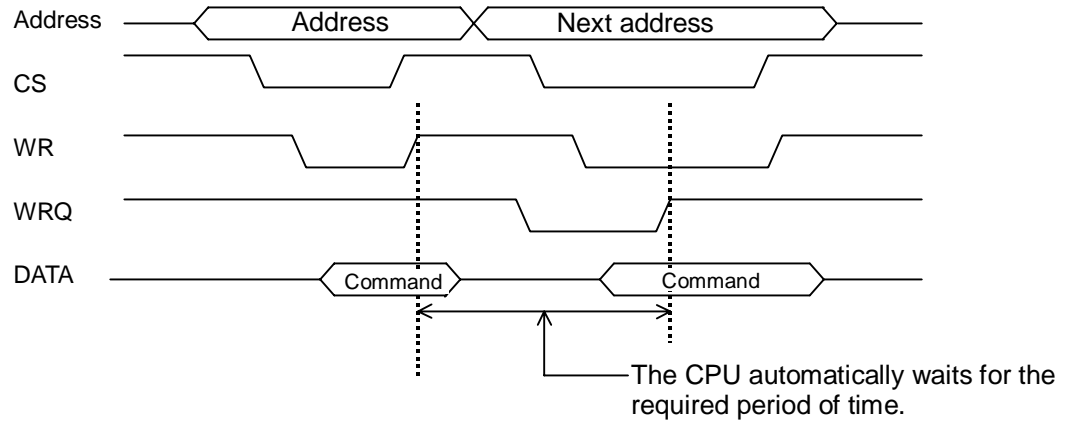 Address Address Next address
CS
WR
WRQ
DATA Command Command
The CPU automatically waits for the
required period of time.